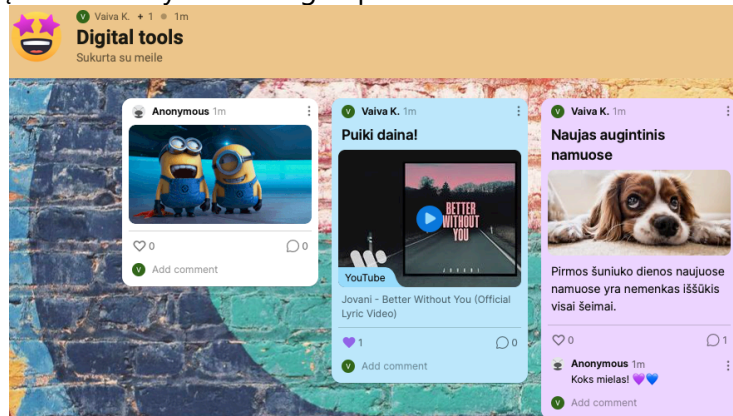 Vaiva K. + 1 1m
Digital tools
Sukurta su meile
Anonymous 1m
0 0
V Add comment
V Vaiva K. 1m
Puiki daina!
BETTER
WITHOUT
YOU
JOVANI
YouTube
Jovani - Better Without You (Official
Lyric Video)
1 0
V Add comment
V Vaiva K. 1m
Naujas augintinis
namuose
Pirmos šuniuko dienos naujuose
namuose yra nemenkas iššūkis
visai šeimai.
0 1
Anonymous 1m
Koks mielas! 💜💙
V Add comment